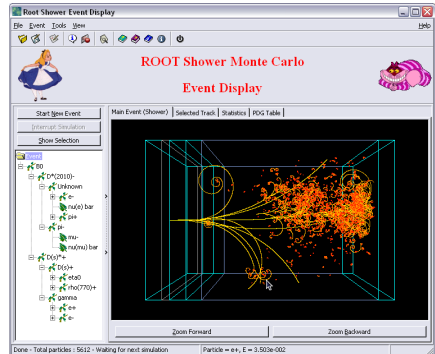 Root Shower Event Display
File Event Tools View Help
ROOT Shower Monte Carlo
Event Display
Start New Event
Interrupt Simulation
Show Selection
Main Event (Shower) Selected Track Statistics PDG Table
Event
B0
D*(2010)-
Unknown
e-
nu(e) bar
pi+
pi-
mu-
nu(mu) bar
D(s)*+
D(s)+
eta0
rho(770)+
gamma
e+
e-
Zoom Forward Zoom Backward
Done - Total particles : 5612 - Waiting for next simulation Particle = e+, E = 3.503e-002